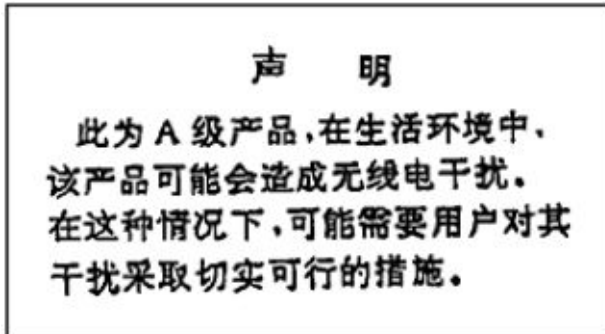 声 明
此为 A 级产品,在生活环境中,
该产品可能会造成无线电干扰。
在这种情况下,可能需要用户对其
干扰采取切实可行的措施。